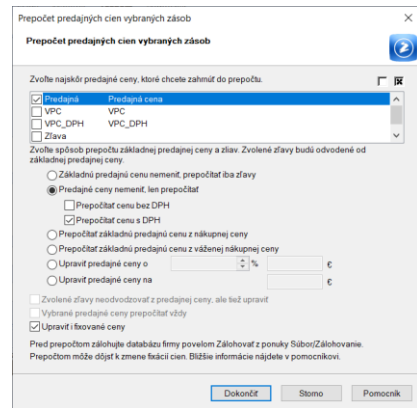 Prepočet predajných cien vybraných zásob
Prepočet predajných cien vybraných zásob
Zvoľte najskôr predajné ceny, ktoré chcete zahrnúť do prepočtu.
Predajná Predajná cena
VPC VPC
VPC_DPH VPC_DPH
Zľava
Zvoľte spôsob prepočtu základnej predajnej ceny a zliav. Zvolené zľavy budú odvodené od
základnej predajnej ceny.
Základnú predajnú cenu nemeniť, prepočítať iba zľavy
Predajné ceny nemeniť, len prepočítať
Prepočítať cenu bez DPH
Prepočítať cenu s DPH
Prepočítať základnú predajnú cenu z nákupnej ceny
Prepočítať základnú predajnú cenu z váženej nákupnej ceny
Upraviť predajné ceny o % €
Upraviť predajné ceny na €
Zvolené zľavy neodvodzovať z predajnej ceny, ale tiež upraviť
Vybrané predajné ceny prepočítať vždy
Upraviť i fixované ceny
Pred prepočtom zálohujte databázu firmy povelom Zálohovať z ponuky Súbor/Zálohovanie.
Prepočtom môže dôjsť k zmene fixácií cien. Bližšie informácie nájdete v pomocníkovi.
Dokončiť Storno Pomocník